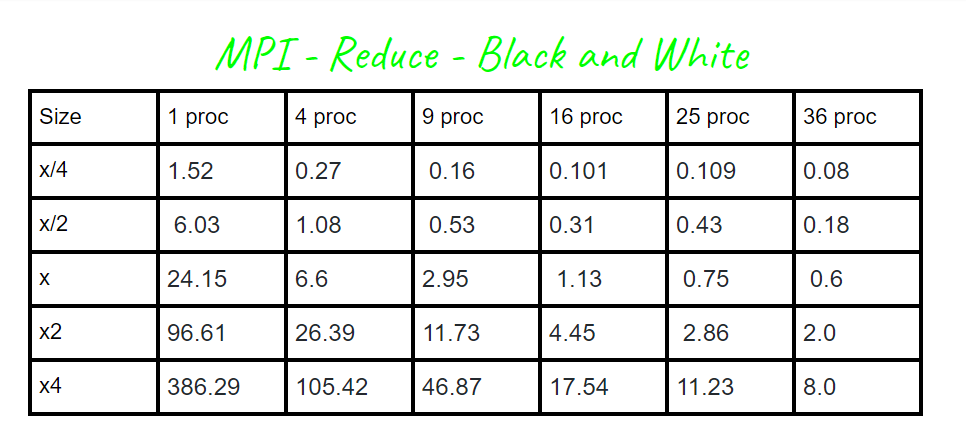 MPI - Reduce - Black and White
Size 1 proc 4 proc 9 proc 16 proc 25 proc 36 proc
x/4 1.52 0.27 0.16 0.101 0.109 0.08
x/2 6.03 1.08 0.53 0.31 0.43 0.18
x 24.15 6.6 2.95 1.13 0.75 0.6
x2 96.61 26.39 11.73 4.45 2.86 2.0
x4 386.29 105.42 46.87 17.54 11.23 8.0